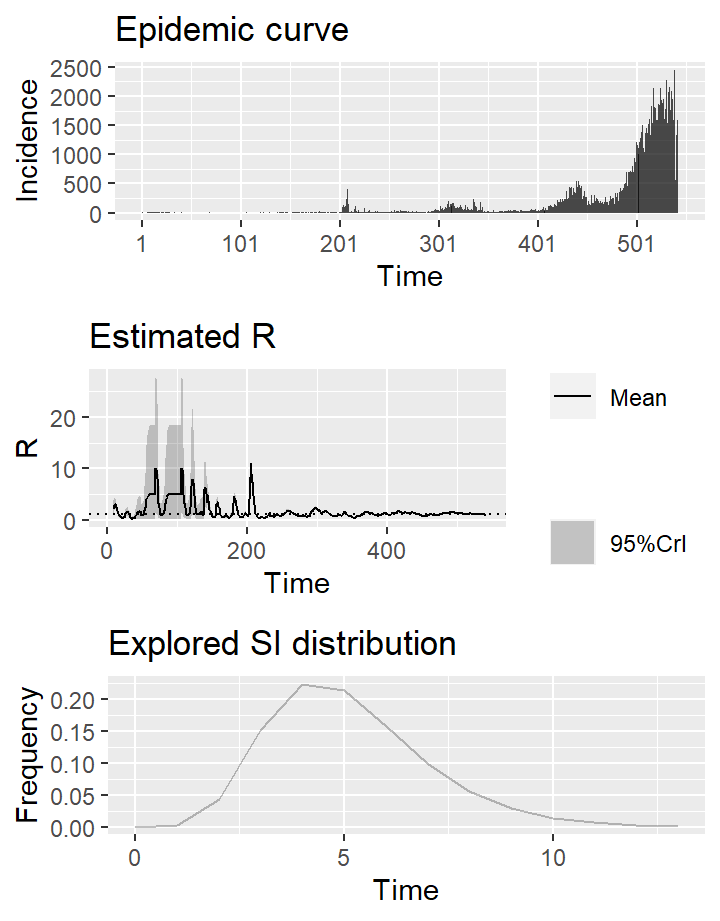 Epidemic curve
2500
2000
1500
1000
500
0
Incidence
1 101 201 301 401 501
Time
Estimated R
20
10
0
R
0 200 400
Time
Mean
95%CrI
Explored SI distribution
0.20
0.15
0.10
0.05
0.00
Frequency
0 5 10
Time